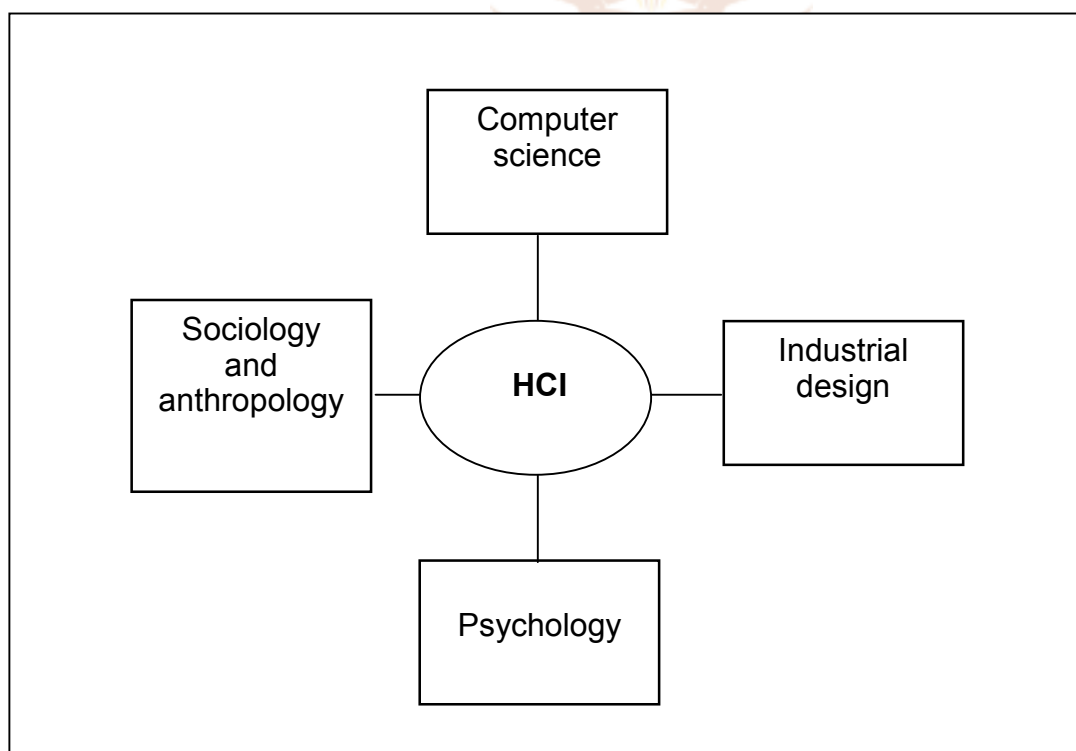 Computer
science
Sociology
and
anthropology
HCI
Industrial
design
Psychology